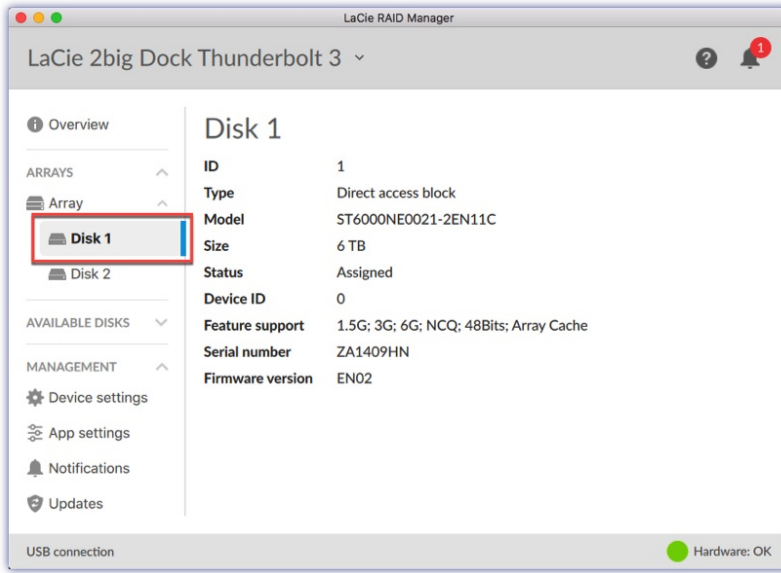 LaCie RAID Manager
LaCie 2big Dock Thunderbolt 3
?
1
Overview
ARRAYS
Array
Disk 1
Disk 2
AVAILABLE DISKS
MANAGEMENT
Device settings
App settings
Notifications
Updates
Disk 1
ID 1
Type Direct access block
Model ST6000NE0021-2EN11C
Size 6 TB
Status Assigned
Device ID 0
Feature support 1.5G; 3G; 6G; NCQ; 48Bits; Array Cache
Serial number ZA1409HN
Firmware version EN02
USB connection
Hardware: OK